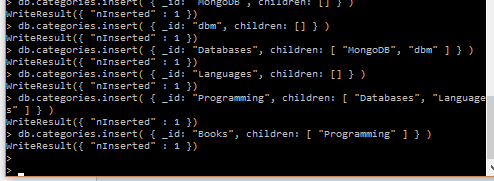 > db.categories.insert( { _id: "MongoDB", children: [] } )
WriteResult({ "nInserted" : 1 })
> db.categories.insert( { _id: "dbm", children: [] } )
WriteResult({ "nInserted" : 1 })
> db.categories.insert( { _id: "Databases", children: [ "MongoDB", "dbm" ] } )
WriteResult({ "nInserted" : 1 })
> db.categories.insert( { _id: "Languages", children: [] } )
WriteResult({ "nInserted" : 1 })
> db.categories.insert( { _id: "Programming", children: [ "Databases", "Language
s" ] } )
WriteResult({ "nInserted" : 1 })
> db.categories.insert( { _id: "Books", children: [ "Programming" ] } )
WriteResult({ "nInserted" : 1 })
>
>